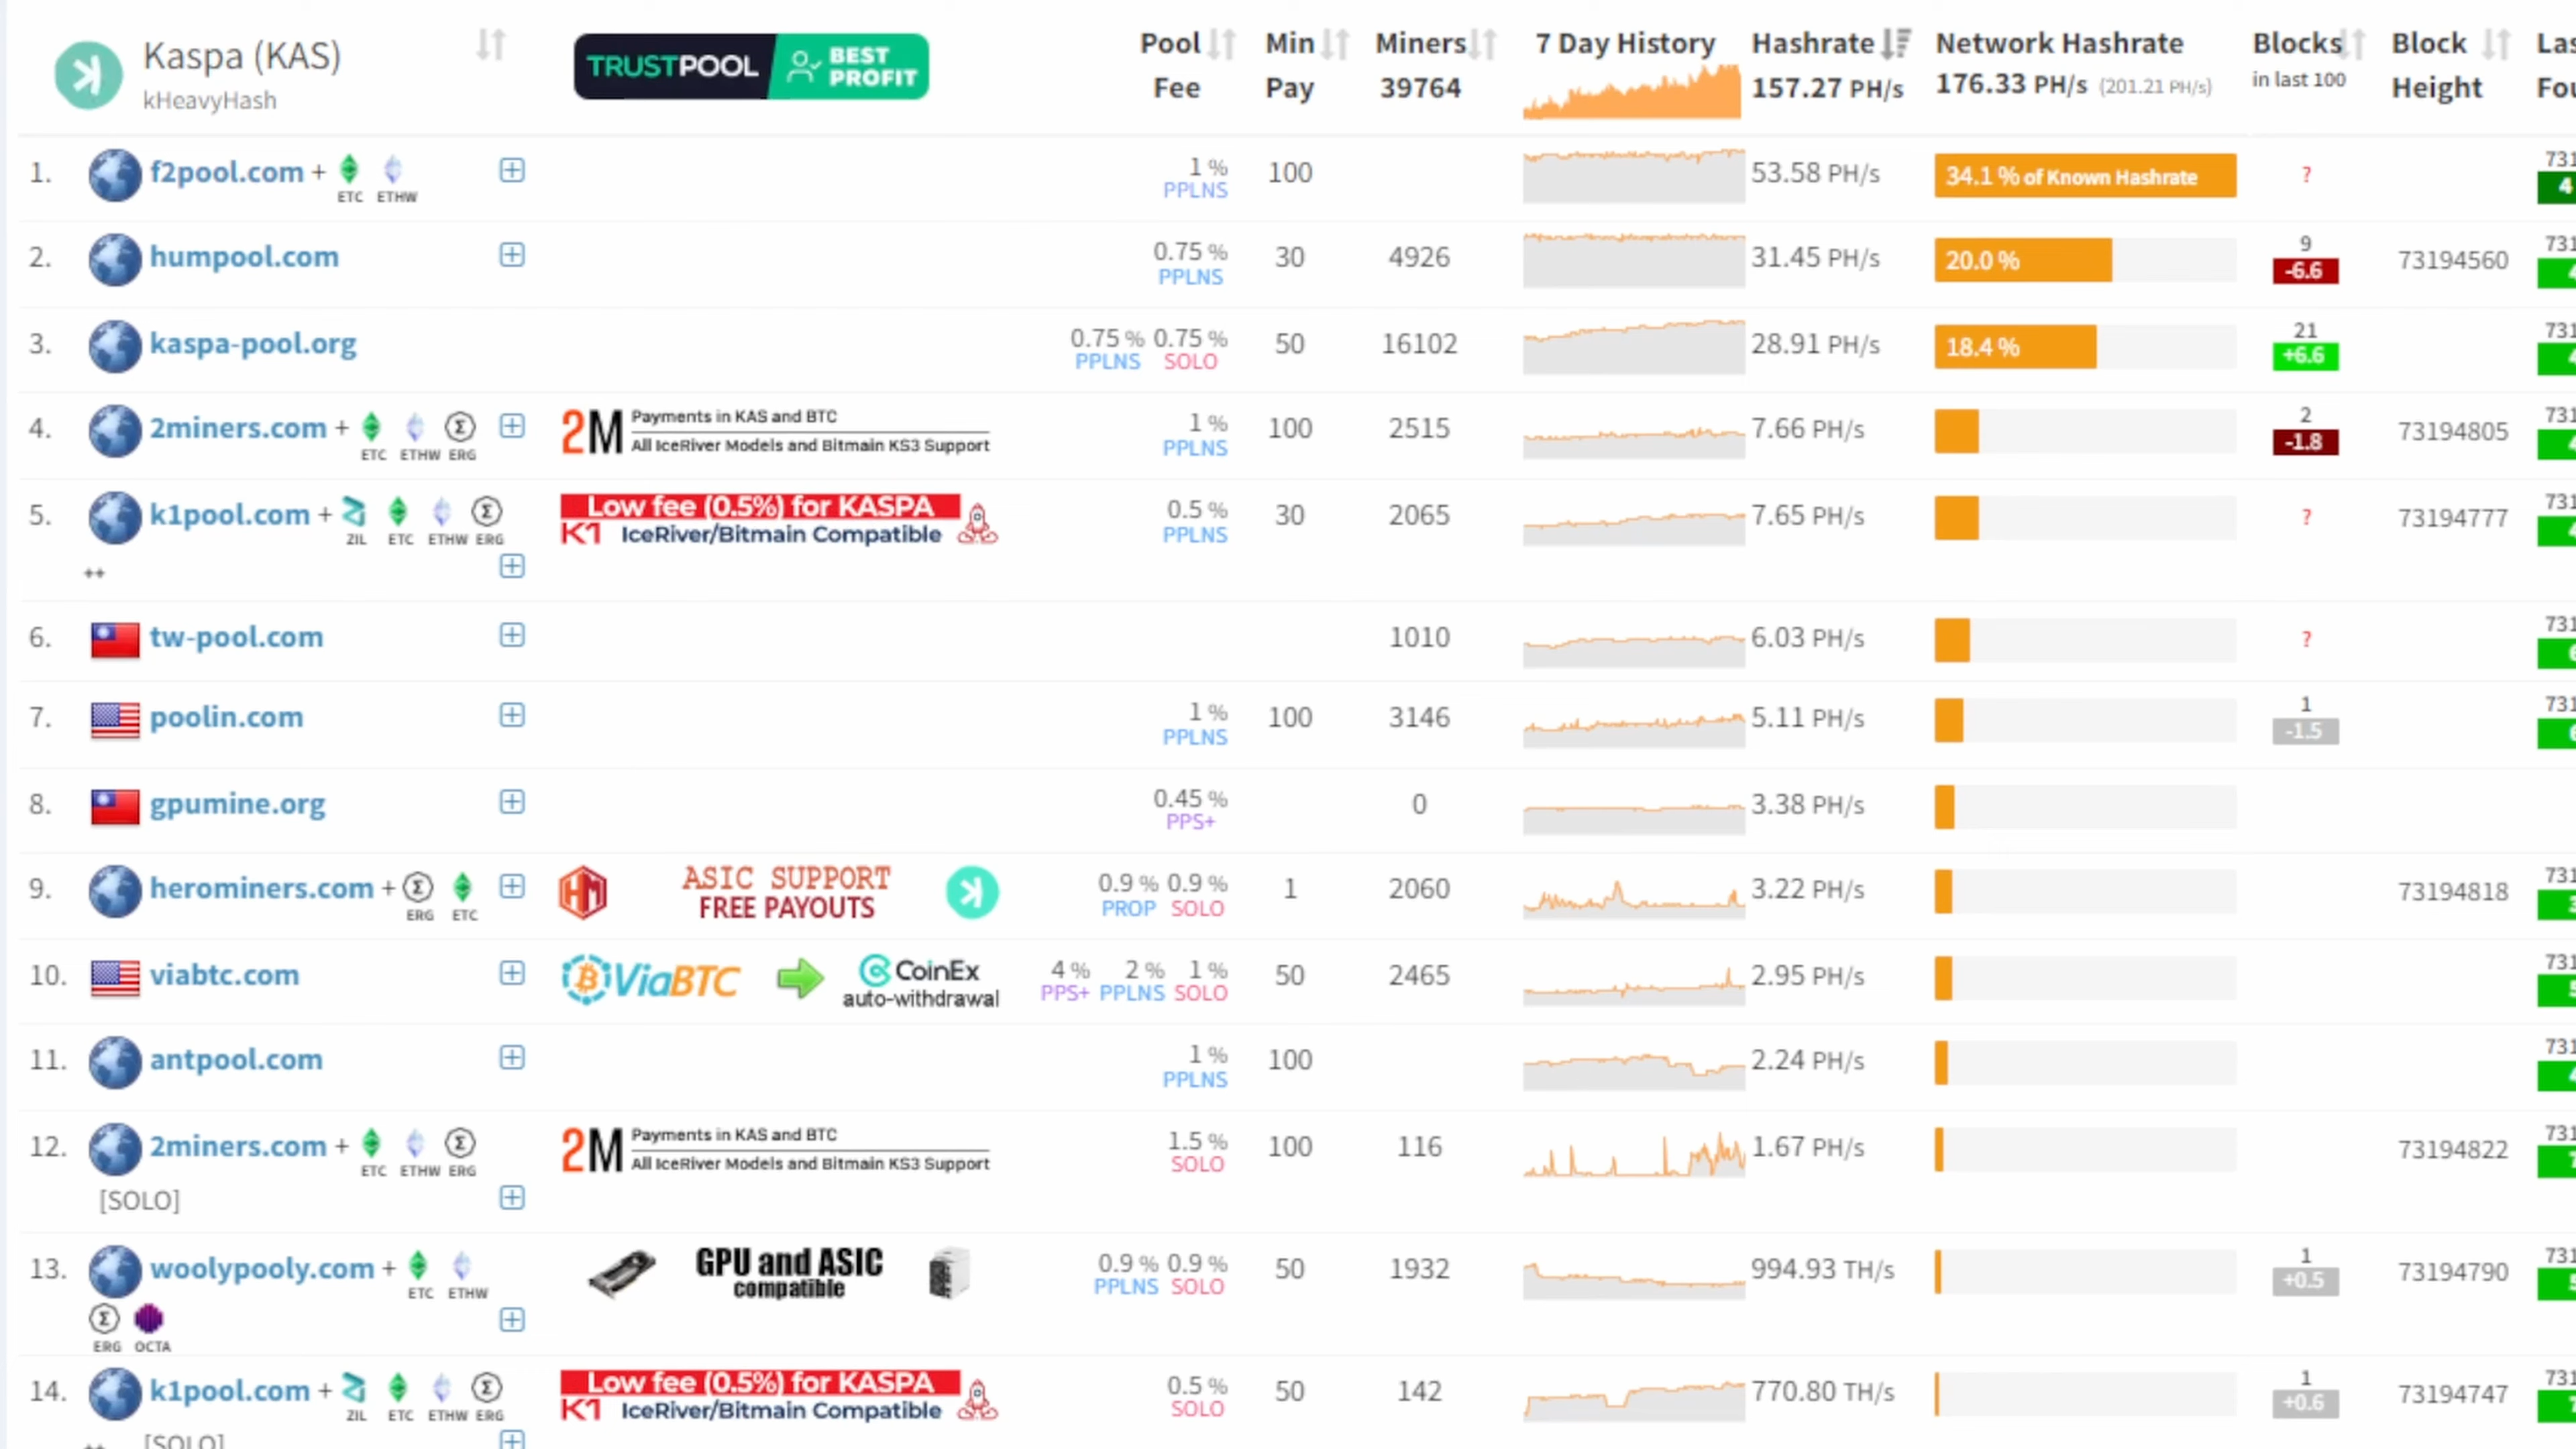 Kaspa (KAS)
kHeavyHash
TRUSTPOOL BEST PROFIT
Pool Fee
Min Pay
Miners 39764
7 Day History
Hashrate 157.27 PH/s
Network Hashrate
176.33 PH/s (201.21 PH/s)
Blocks in last 100
Block Height
1. f2pool.com + ETC ETHW 1 % PPLNS 100 53.58 PH/s 34.1 % of Known Hashrate ? 731 4
2. humpool.com 0.75 % PPLNS 30 4926 31.45 PH/s 20.0 % 9 -6.6 73194560 731
3. kaspa-pool.org 0.75 % PPLNS 0.75 % SOLO 50 16102 28.91 PH/s 18.4 % 21 +6.6 731
4. 2miners.com + ETC ETHW ERG 2M Payments in KAS and BTC All IceRiver Models and Bitmain KS3 Support 1 % PPLNS 100 2515 7.66 PH/s 2 -1.8 73194805 731
5. k1pool.com + ZIL ETC ETHW ERG ++ Low fee (0.5%) for KASPA K1 IceRiver/Bitmain Compatible 0.5 % PPLNS 30 2065 7.65 PH/s ? 73194777 731
6. tw-pool.com 1010 6.03 PH/s ? 731
7. poolin.com 1 % PPLNS 100 3146 5.11 PH/s 1 -1.5 731
8. gpumine.org 0.45 % PPS+ 0 3.38 PH/s
9. herominers.com + ERG ETC HM ASIC SUPPORT FREE PAYOUTS 0.9 % PROP 0.9 % SOLO 1 2060 3.22 PH/s 73194818 731
10. viabtc.com ViaBTC CoinEx auto-withdrawal 4 % PPS+ 2 % PPLNS 1 % SOLO 50 2465 2.95 PH/s 731
11. antpool.com 1 % PPLNS 100 2.24 PH/s 731
12. 2miners.com + ETC ETHW ERG [SOLO] 2M Payments in KAS and BTC All IceRiver Models and Bitmain KS3 Support 1.5 % SOLO 100 116 1.67 PH/s 73194822 731
13. woolypooly.com + ETC ETHW ERG OCTA GPU and ASIC compatible 0.9 % PPLNS 0.9 % SOLO 50 1932 994.93 TH/s 1 +0.5 73194790 731
14. k1pool.com + ZIL ETC ETHW ERG [SOLO] Low fee (0.5%) for KASPA K1 IceRiver/Bitmain Compatible 0.5 % SOLO 50 142 770.80 TH/s 1 +0.6 73194747 731